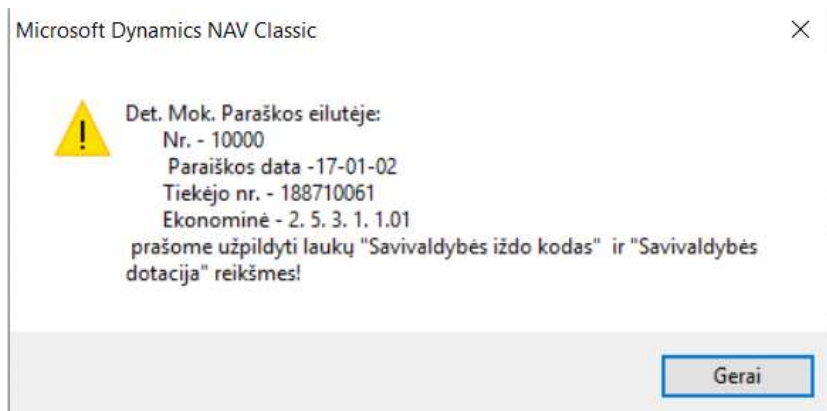 Microsoft Dynamics NAV Classic
Det. Mok. Paraškos eilutėje:
Nr. - 10000
Paraiškos data -17-01-02
Tiekėjo nr. - 188710061
Ekonominė - 2. 5. 3. 1. 1.01
prašome užpildyti laukų "Savivaldybės iždo kodas" ir "Savivaldybės
dotacija" reikšmes!
Gerai